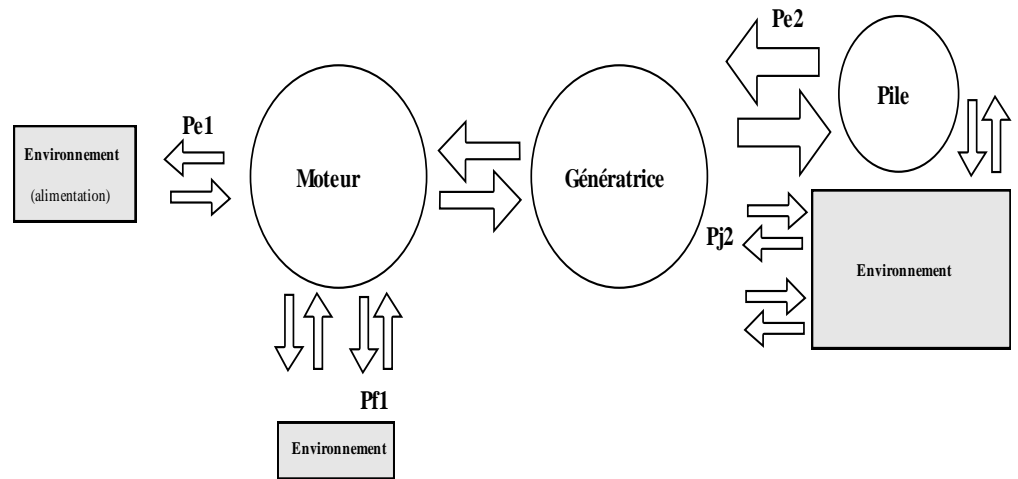 Pe2
Pile
Pe1
Environnement
(alimentation)
Moteur
Génératrice
Pj2
Environnement
Pf1
Environnement